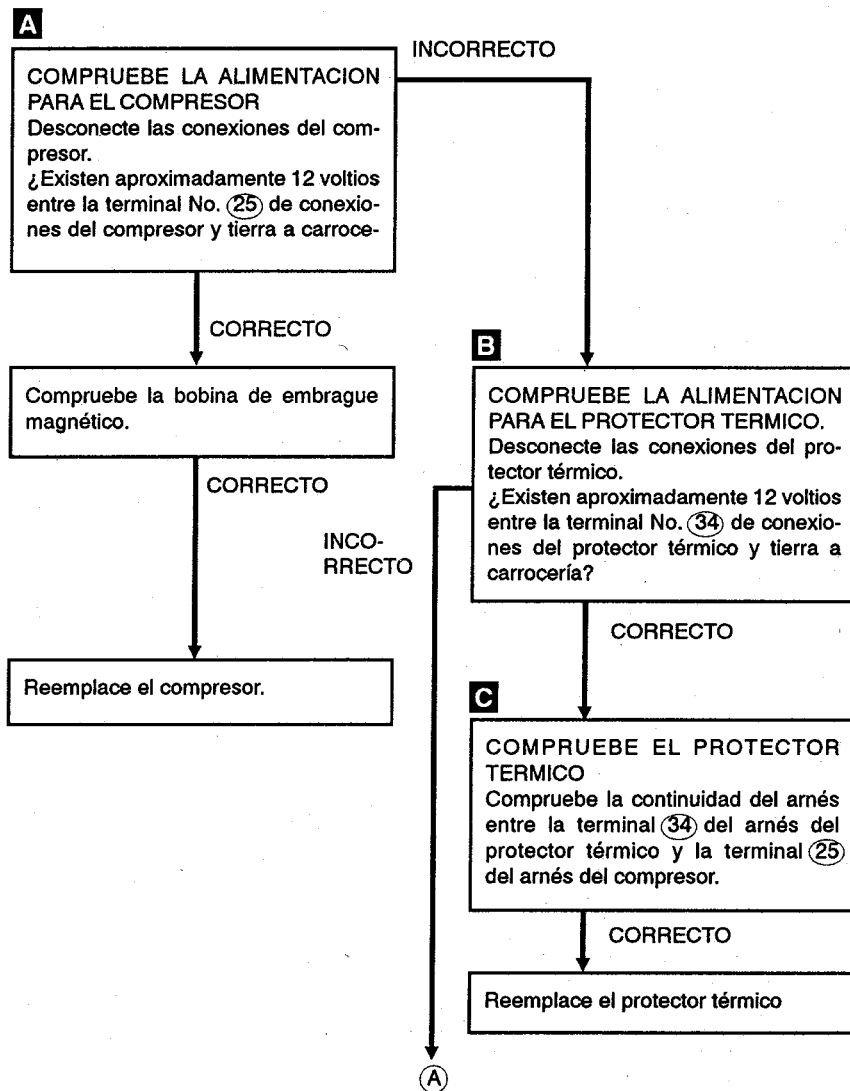 A
INCORRECTO
COMPRUEBE LA ALIMENTACION
PARA EL COMPRESOR
Desconecte las conexiones del com-
presor.
¿Existen aproximadamente 12 voltios
entre la terminal No. 25 de conexio-
nes del compresor y tierra a carroce-
CORRECTO
Compruebe la bobina de embrague
magnético.
CORRECTO
Reemplace el compresor.
B
COMPRUEBE LA ALIMENTACION
PARA EL PROTECTOR TERMICO.
Desconecte las conexiones del pro-
tector térmico.
¿Existen aproximadamente 12 voltios
entre la terminal No. 34 de conexio-
nes del protector térmico y tierra a
carrocería?
INCO-
RRECTO
CORRECTO
C
COMPRUEBE EL PROTECTOR
TERMICO
Compruebe la continuidad del arnés
entre la terminal 34 del arnés del
protector térmico y la terminal 25
del arnés del compresor.
CORRECTO
Reemplace el protector térmico
A